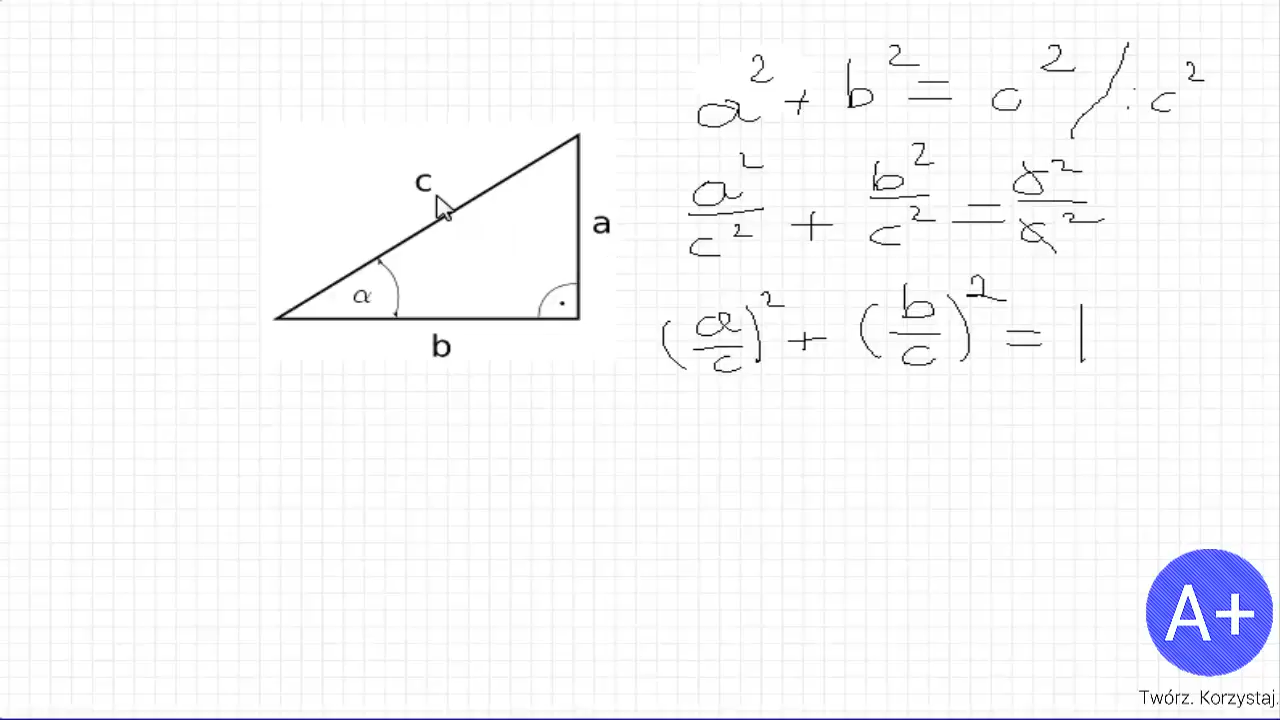 a² + b² = c² / : c²
a²/c² + b²/c² = c²/c²
(a/c)² + (b/c)² = 1
c
a
α
b
A+
Twórz. Korzystaj